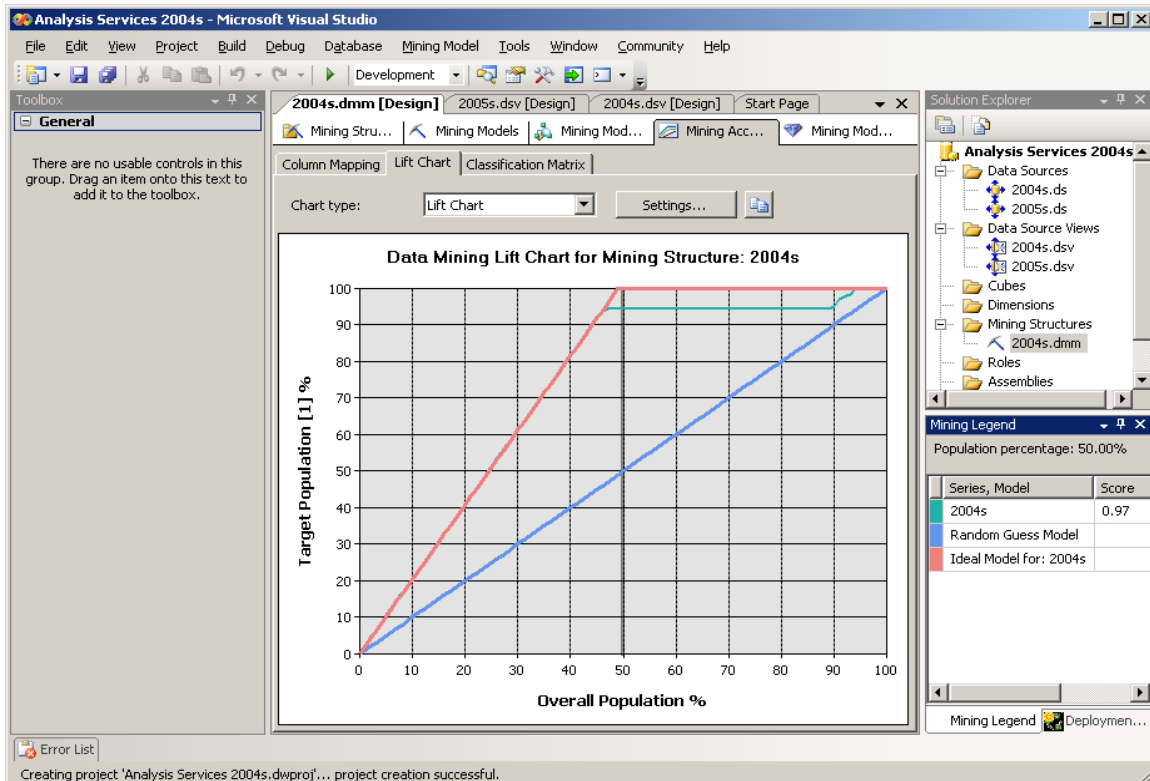 Analysis Services 2004s - Microsoft Visual Studio
File Edit View Project Build Debug Database Mining Model Tools Window Community Help
Development
Toolbox
General
There are no usable controls in this
group. Drag an item onto this text to
add it to the toolbox.
2004s.dmm [Design] 2005s.dsv [Design] 2004s.dsv [Design] Start Page
Mining Stru... Mining Models Mining Mod... Mining Acc... Mining Mod...
Column Mapping Lift Chart Classification Matrix
Chart type: Lift Chart Settings...
Data Mining Lift Chart for Mining Structure: 2004s
Target Population [1] %
100
90
80
70
60
50
40
30
20
10
0
0 10 20 30 40 50 60 70 80 90 100
Overall Population %
Solution Explorer
Analysis Services 2004s
Data Sources
2004s.ds
2005s.ds
Data Source Views
2004s.dsv
2005s.dsv
Cubes
Dimensions
Mining Structures
2004s.dmm
Roles
Assemblies
Mining Legend
Population percentage: 50.00%
Series, Model Score
2004s 0.97
Random Guess Model
Ideal Model for: 2004s
Mining Legend Deploymen...
Error List
Creating project 'Analysis Services 2004s.dwproj'... project creation successful.